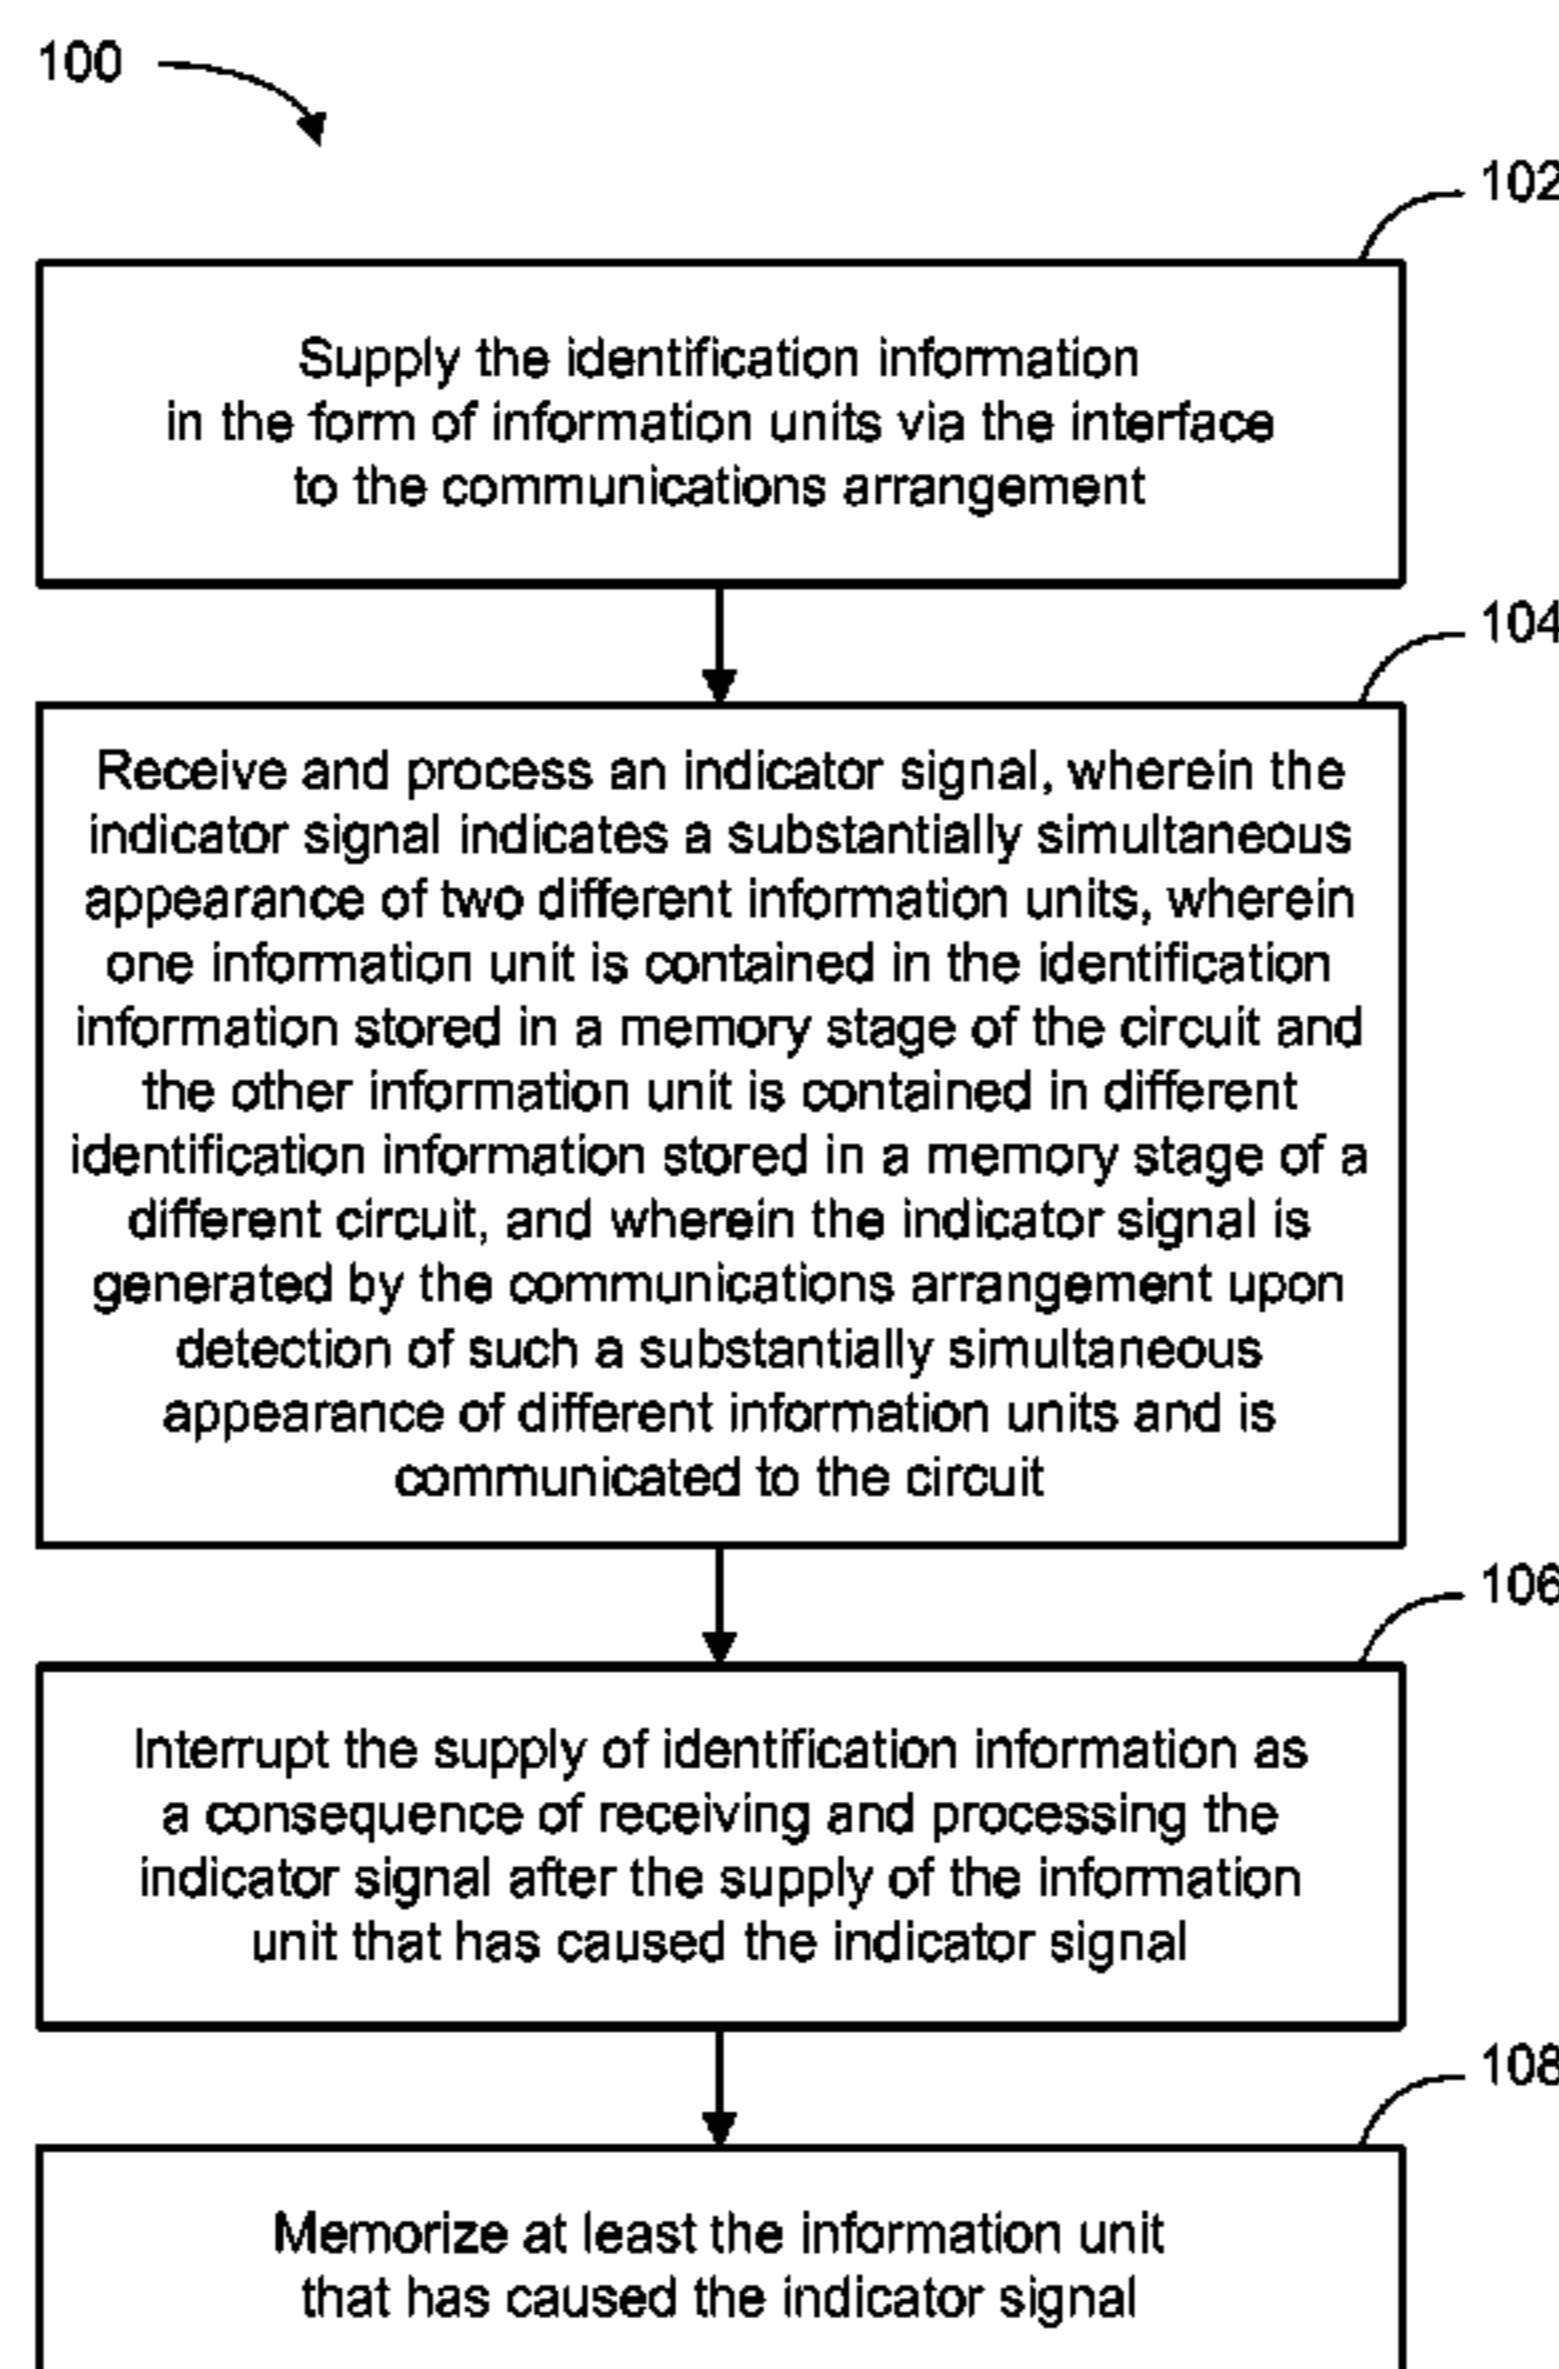 100
102
Supply the identification information
in the form of information units via the interface
to the communications arrangement
104
Receive and process an indicator signal, wherein the
indicator signal indicates a substantially simultaneous
appearance of two different information units, wherein
one information unit is contained in the identification
information stored in a memory stage of the circuit and
the other information unit is contained in different
identification information stored in a memory stage of a
different circuit, and wherein the indicator signal is
generated by the communications arrangement upon
detection of such a substantially simultaneous
appearance of different information units and is
communicated to the circuit
106
Interrupt the supply of identification information as
a consequence of receiving and processing the
indicator signal after the supply of the information
unit that has caused the indicator signal
108
Memorize at least the information unit
that has caused the indicator signal